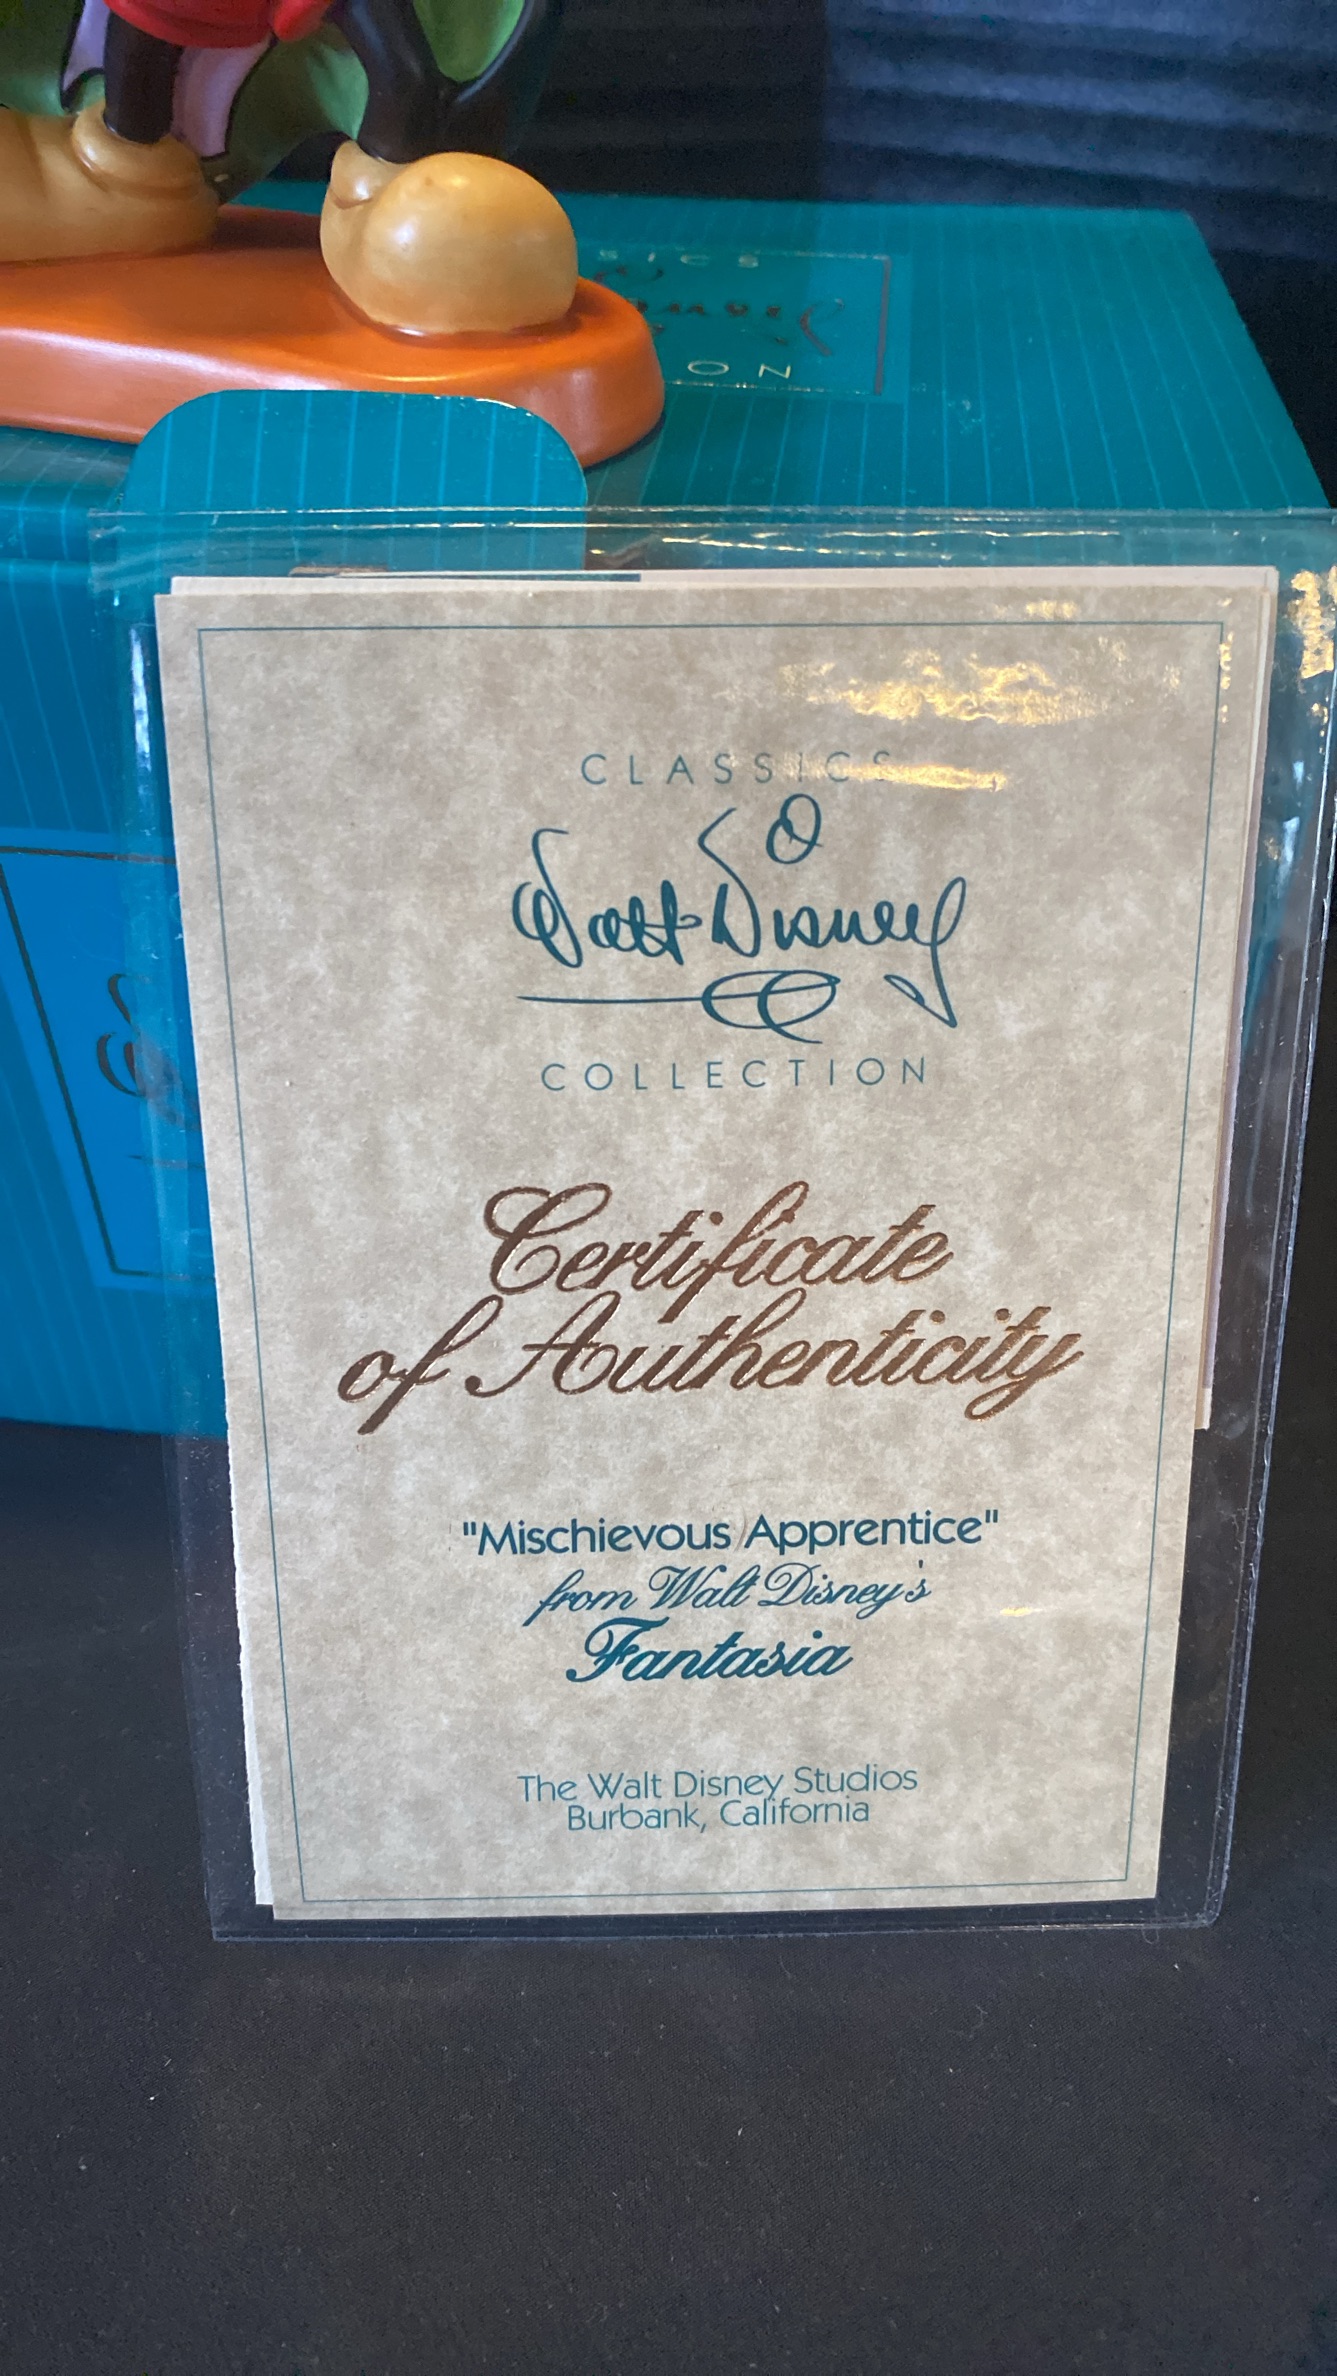 CLASSICS
Walt Disney
COLLECTION
Certificate
of Authenticity
"Mischievous Apprentice"
from Walt Disney's
Fantasia
The Walt Disney Studios
Burbank, California